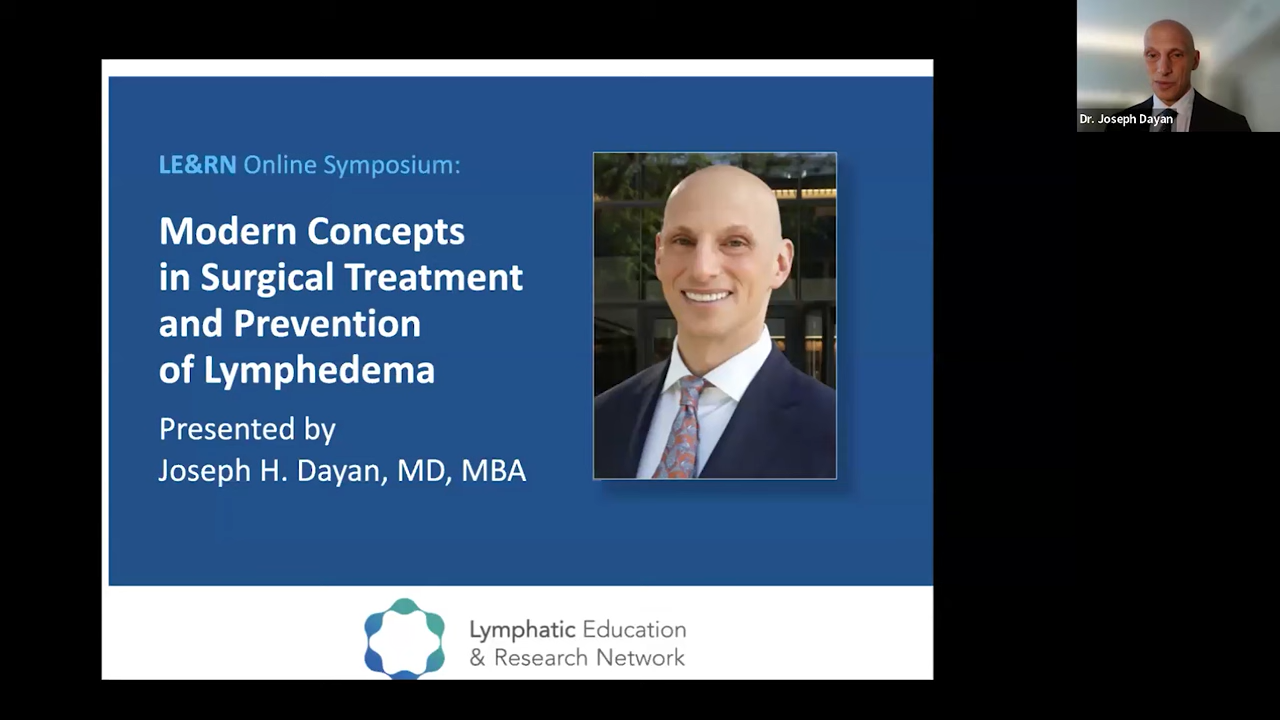 LE&RN Online Symposium:
Modern Concepts
in Surgical Treatment
and Prevention
of Lymphedema
Presented by
Joseph H. Dayan, MD, MBA
Lymphatic Education
& Research Network
Dr. Joseph Dayan